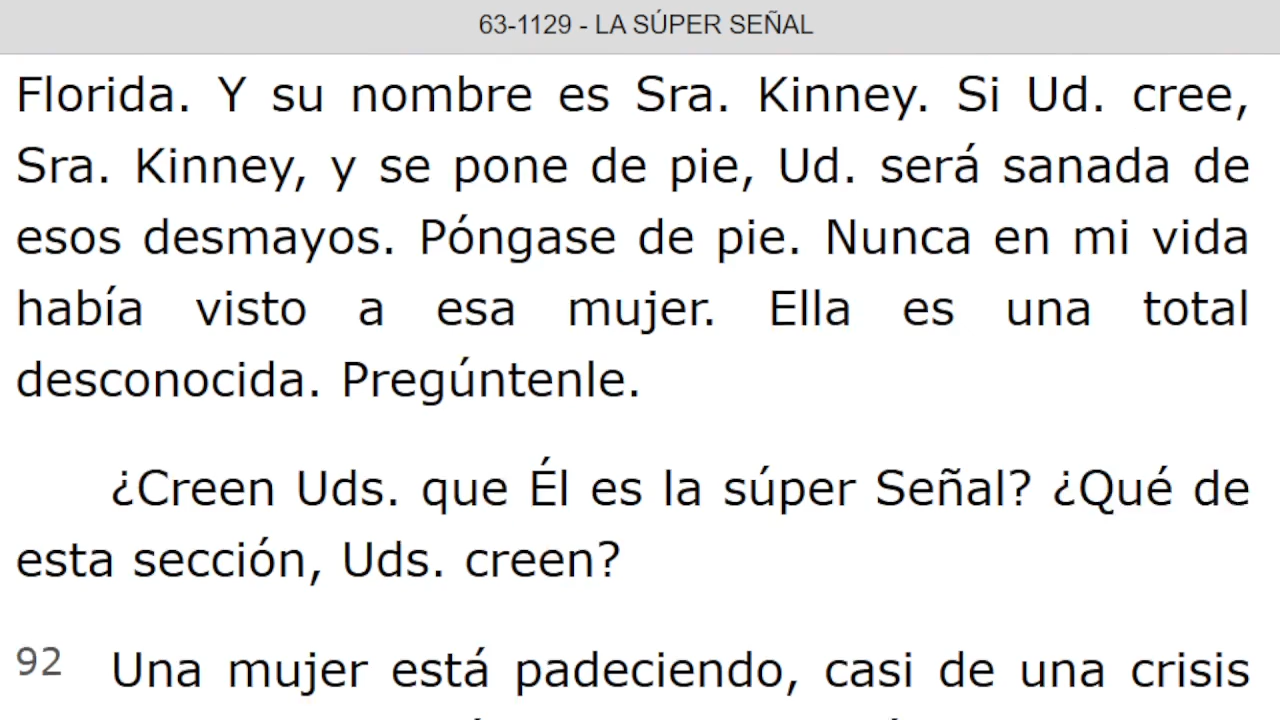 63-1129 - LA SÚPER SEÑAL
Florida. Y su nombre es Sra. Kinney. Si Ud. cree,
Sra. Kinney, y se pone de pie, Ud. será sanada de
esos desmayos. Póngase de pie. Nunca en mi vida
había visto a esa mujer. Ella es una total
desconocida. Pregúntenle.
¿Creen Uds. que Él es la súper Señal? ¿Qué de
esta sección, Uds. creen?
92 Una mujer está padeciendo, casi de una crisis